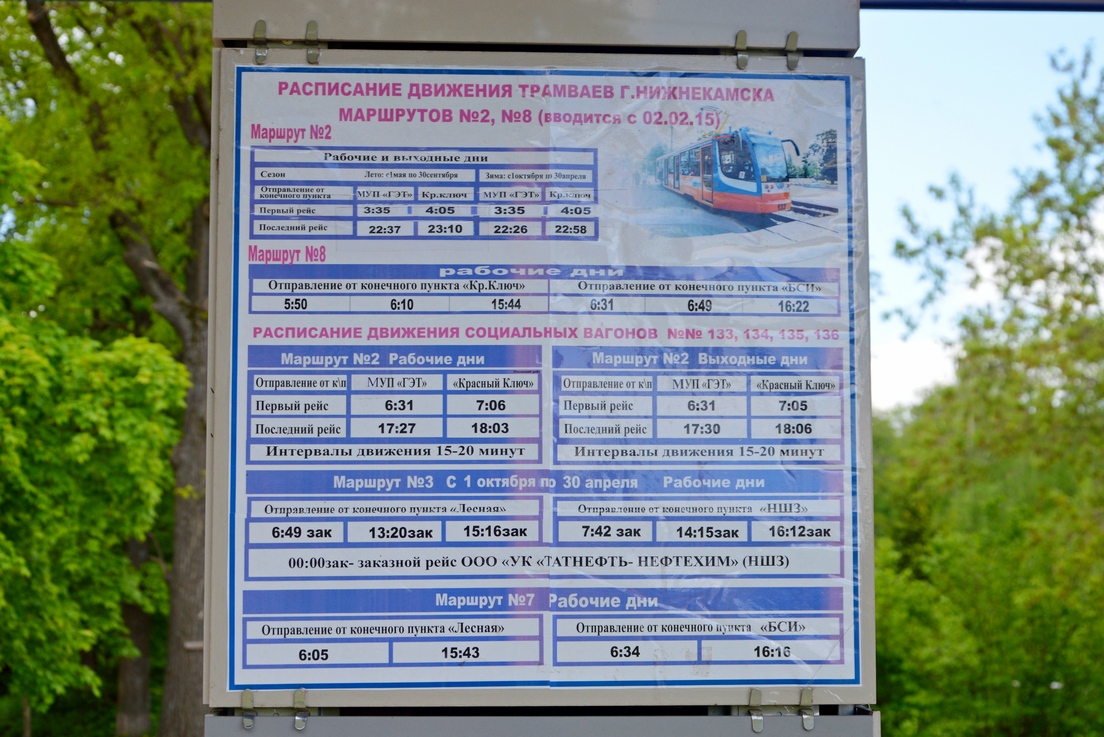 РАСПИСАНИЕ ДВИЖЕНИЯ ТРАМВАЕВ Г.НИЖНЕКАМСКА
МАРШРУТОВ №2, №8 (вводится с 02.02.15)
Маршрут №2
Рабочие и выходные дни
Сезон Лето: с1мая по 30сентября Зима: с1октября по 30апреля
Отправление от конечного пункта МУП «ГЭТ» Кр.ключ МУП «ГЭТ» Кр.ключ
Первый рейс 3:35 4:05 3:35 4:05
Последний рейс 22:37 23:10 22:26 22:58
Маршрут №8
рабочие дни
Отправление от конечного пункта «Кр.Ключ» Отправление от конечного пункта «БСИ»
5:50 6:10 15:44 6:31 6:49 16:22
РАСПИСАНИЕ ДВИЖЕНИЯ СОЦИАЛЬНЫХ ВАГОНОВ №№ 133, 134, 135, 136
Маршрут №2 Рабочие дни Маршрут №2 Выходные дни
Отправление от к\п МУП «ГЭТ» «Красный Ключ» Отправление от к\п МУП «ГЭТ» «Красный Ключ»
Первый рейс 6:31 7:06 Первый рейс 6:31 7:05
Последний рейс 17:27 18:03 Последний рейс 17:30 18:06
Интервалы движения 15-20 минут Интервалы движения 15-20 минут
Маршрут №3 С 1 октября по 30 апреля Рабочие дни
Отправление от конечного пункта «Лесная» Отправление от конечного пункта «НШЗ»
6:49 зак 13:20зак 15:16зак 7:42 зак 14:15зак 16:12зак
00:00зак- заказной рейс ООО «УК «ТАТНЕФТЬ- НЕФТЕХИМ» (НШЗ)
Маршрут №7 Рабочие дни
Отправление от конечного пункта «Лесная» Отправление от конечного пункта «БСИ»
6:05 15:43 6:34 16:16